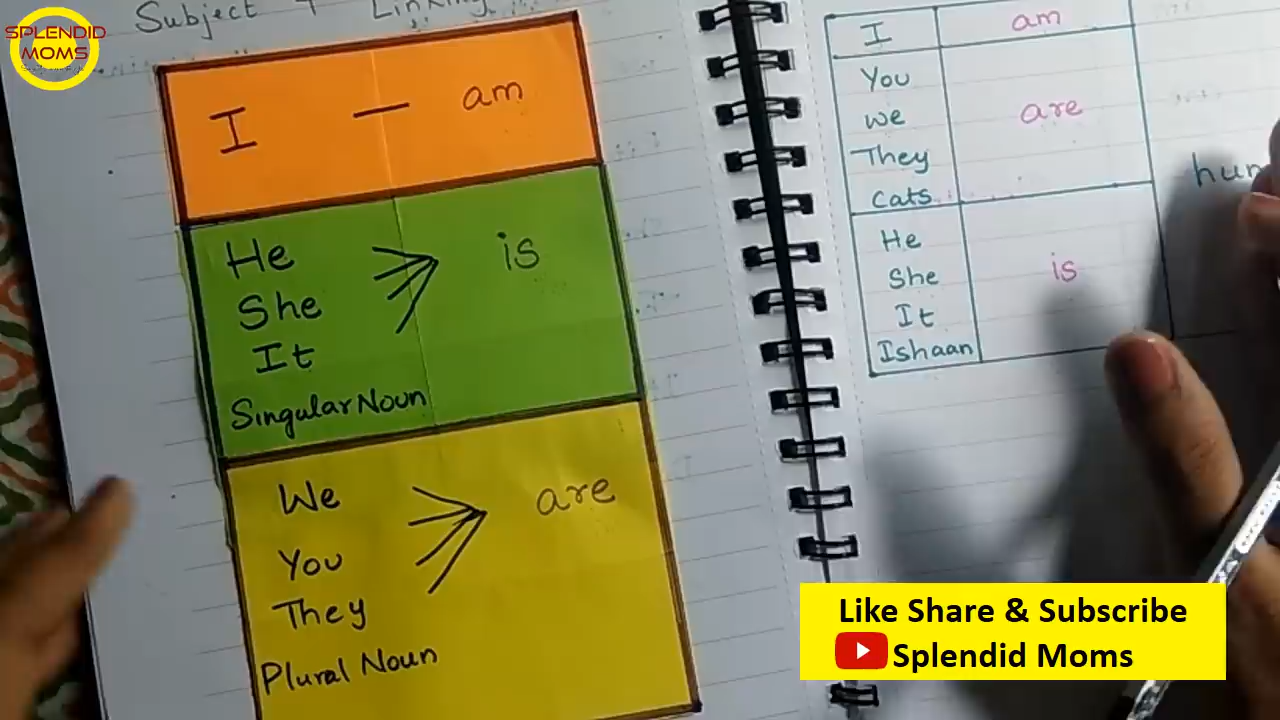 SPLENDID
MOMS
Subject + Linking
I — am
He
She
It
is
Singular Noun
We
You
They
are
Plural Noun
I am
You
We
They
Cats
are
He
She
It
Ishaan
is
Like Share & Subscribe
Splendid Moms